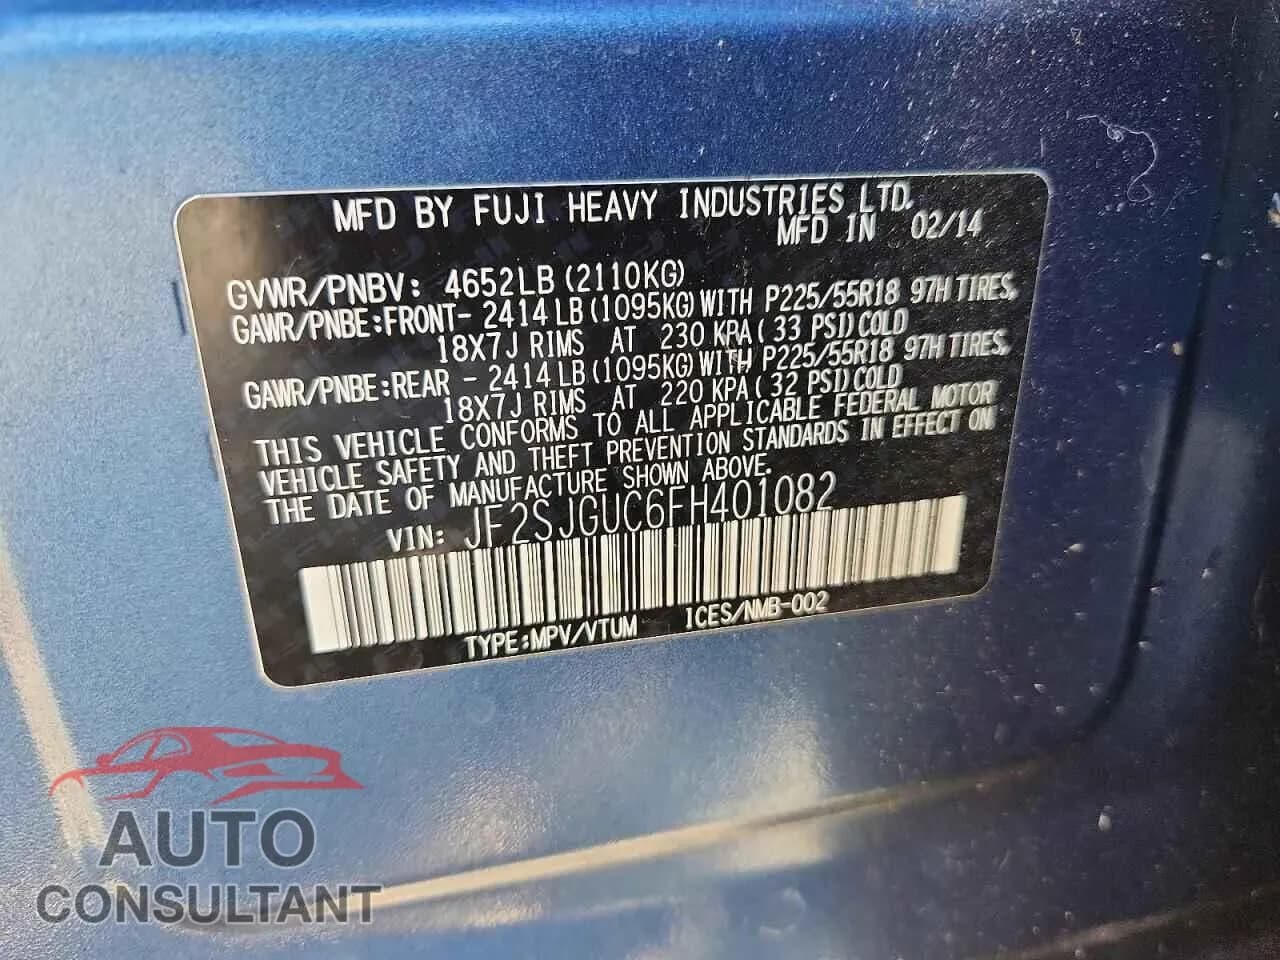 MFD BY FUJI HEAVY INDUSTRIES LTD.
MFD IN 02/14
GVWR/PNBV: 4652LB (2110KG)
GAWR/PNBE:FRONT- 2414LB (1095KG) WITH P225/55R18 97H TIRES,
18X7J RIMS AT 230 KPA (33 PSI) COLD
GAWR/PNBE:REAR - 2414LB (1095KG) WITH P225/55R18 97H TIRES,
18X7J RIMS AT 220 KPA (32 PSI) COLD
THIS VEHICLE CONFORMS TO ALL APPLICABLE FEDERAL MOTOR
VEHICLE SAFETY AND THEFT PREVENTION STANDARDS IN EFFECT ON
THE DATE OF MANUFACTURE SHOWN ABOVE.
VIN: JF2SJGUC6FH401082
TYPE:MPV/VTUM ICES/NMB-002
AUTO
CONSULTANT